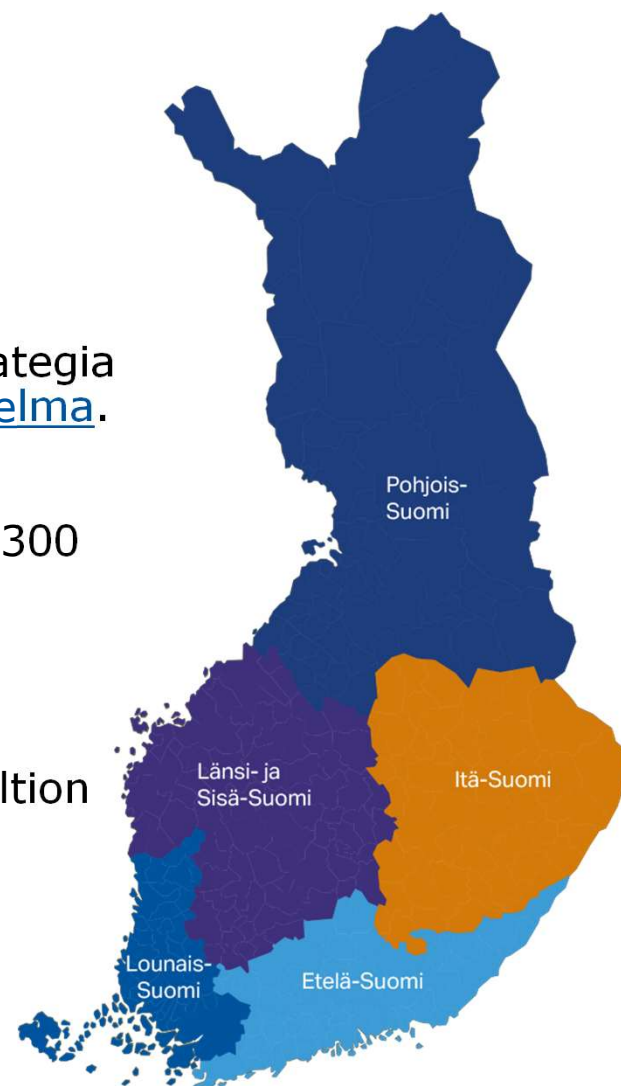 ategia
elma.
300
ltion
Pohjois-
Suomi
Länsi- ja
Sisä-Suomi
Itä-Suomi
Lounais-
Suomi
Etelä-Suomi